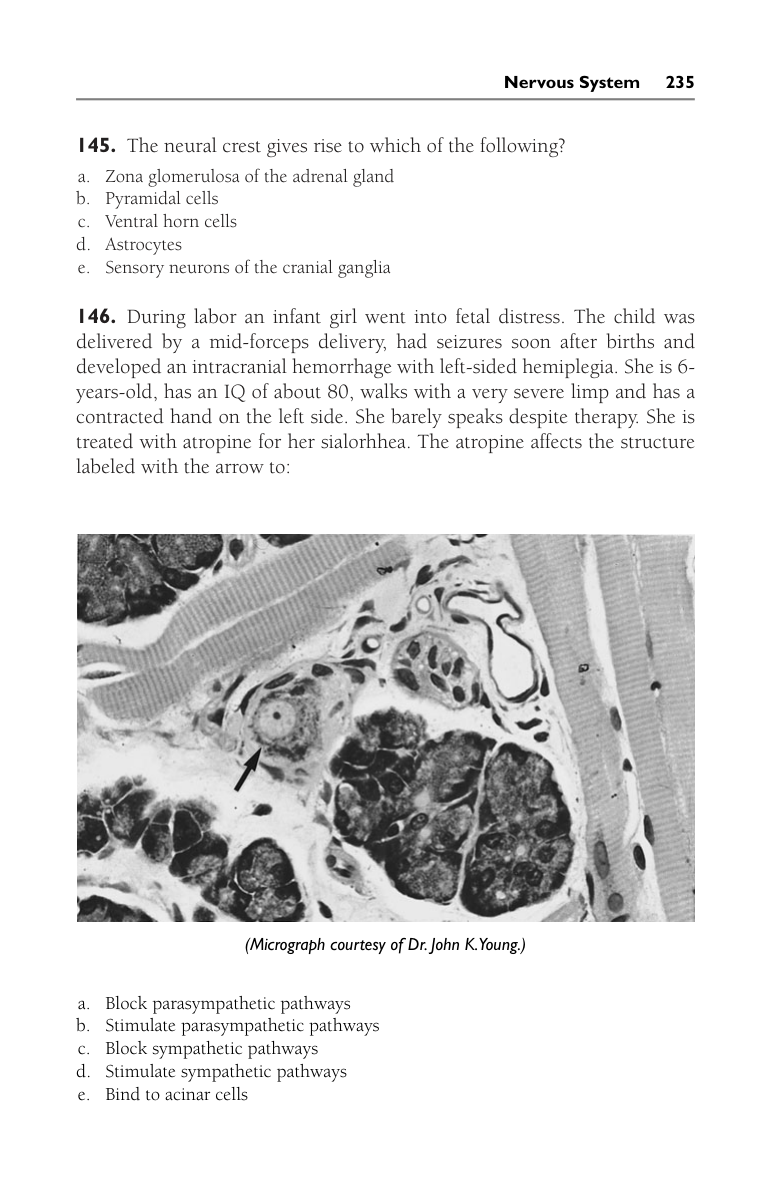 Nervous System 235
145. The neural crest gives rise to which of the following?
a. Zona glomerulosa of the adrenal gland
b. Pyramidal cells
c. Ventral horn cells
d. Astrocytes
e. Sensory neurons of the cranial ganglia
146. During labor an infant girl went into fetal distress. The child was
delivered by a mid-forceps delivery, had seizures soon after births and
developed an intracranial hemorrhage with left-sided hemiplegia. She is 6-
years-old, has an IQ of about 80, walks with a very severe limp and has a
contracted hand on the left side. She barely speaks despite therapy. She is
treated with atropine for her sialorhhea. The atropine affects the structure
labeled with the arrow to:
(Micrograph courtesy of Dr. John K.Young.)
a. Block parasympathetic pathways
b. Stimulate parasympathetic pathways
c. Block sympathetic pathways
d. Stimulate sympathetic pathways
e. Bind to acinar cells